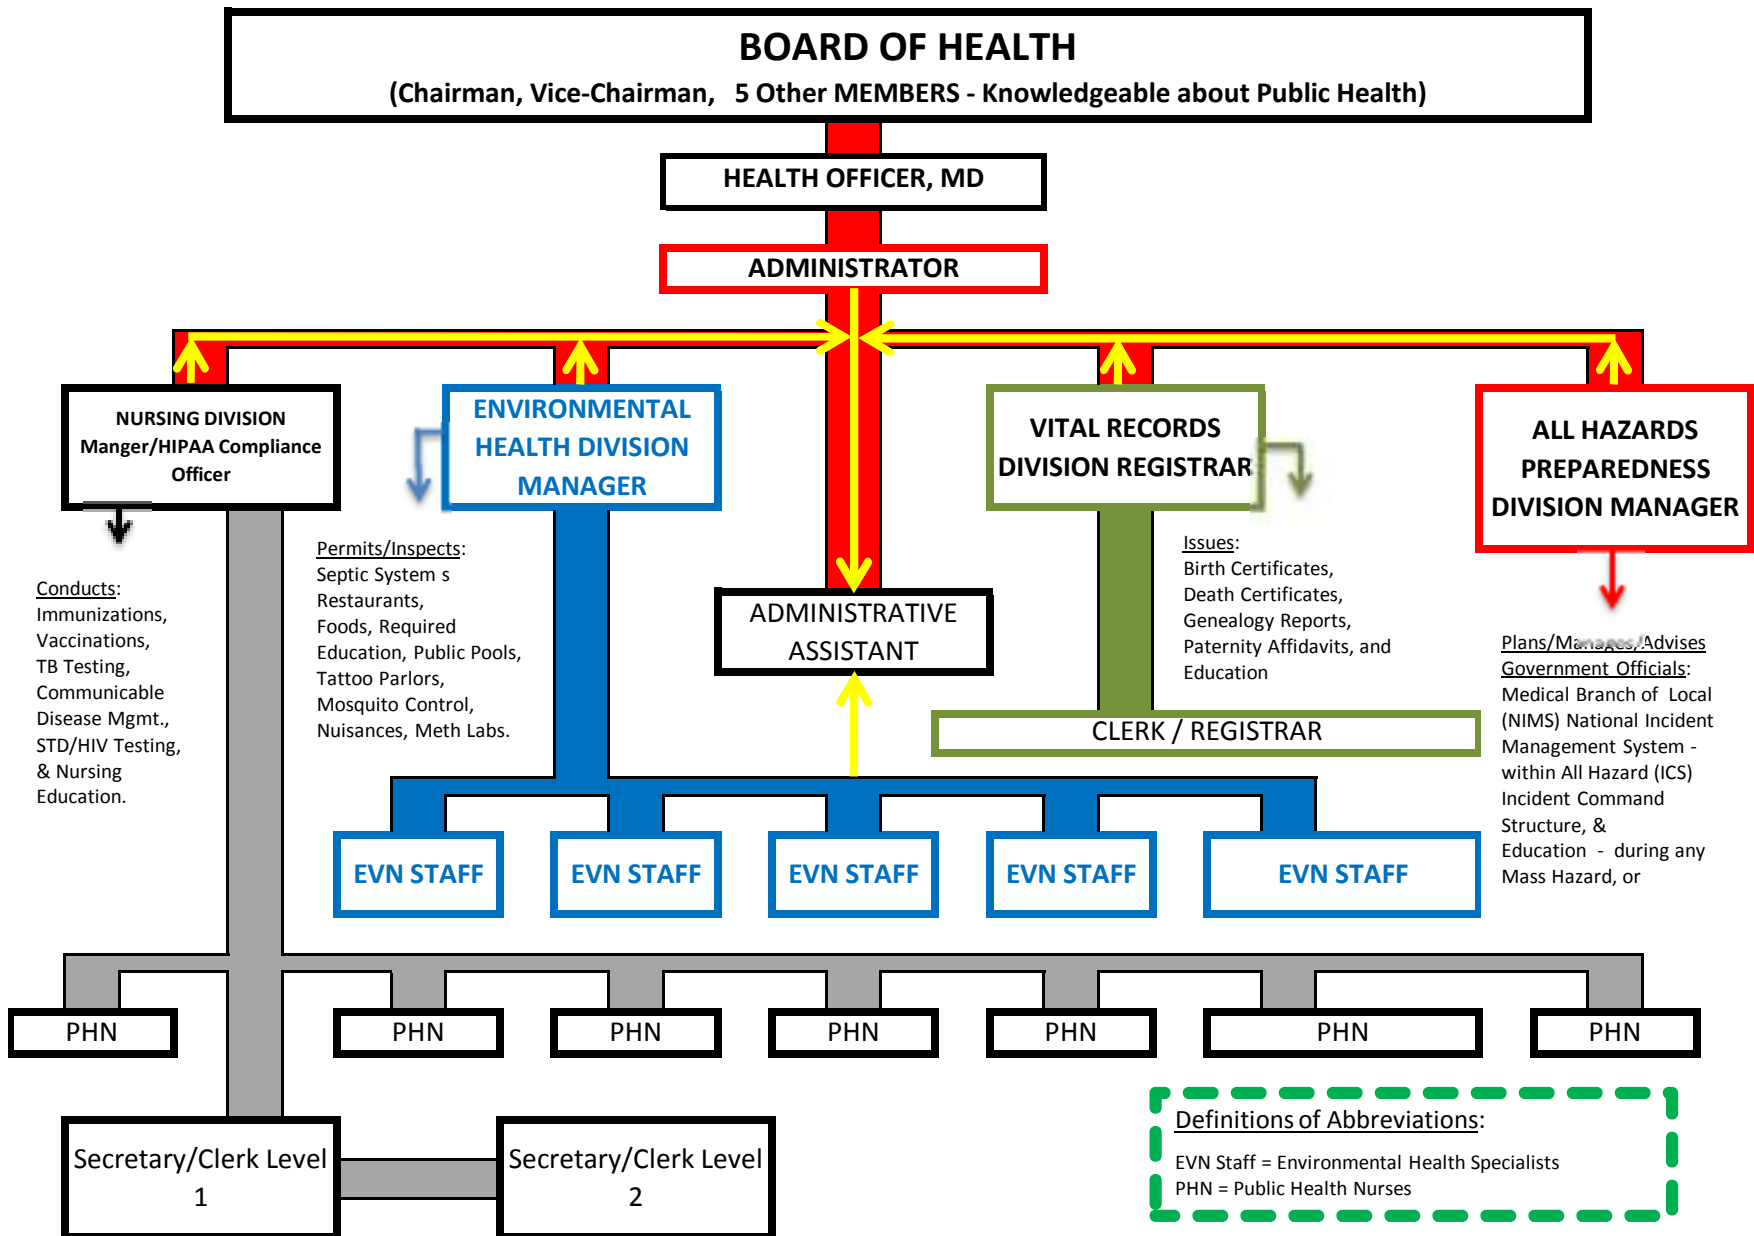 BOARD OF HEALTH
(Chairman, Vice-Chairman, 5 Other MEMBERS - Knowledgeable about Public Health)
HEALTH OFFICER, MD
ADMINISTRATOR
NURSING DIVISION
Manger/HIPAA Compliance
Officer
ENVIRONMENTAL
HEALTH DIVISION
MANAGER
VITAL RECORDS
DIVISION REGISTRAR
ALL HAZARDS
PREPAREDNESS
DIVISION MANAGER
Conducts:
Immunizations,
Vaccinations,
TB Testing,
Communicable
Disease Mgmt.,
STD/HIV Testing,
& Nursing
Education.
Permits/Inspects:
Septic System s
Restaurants,
Foods, Required
Education, Public Pools,
Tattoo Parlors,
Mosquito Control,
Nuisances, Meth Labs.
ADMINISTRATIVE
ASSISTANT
Issues:
Birth Certificates,
Death Certificates,
Genealogy Reports,
Paternity Affidavits, and
Education
Plans/Manages/Advises
Government Officials:
Medical Branch of Local
(NIMS) National Incident
Management System -
within All Hazard (ICS)
Incident Command
Structure, &
Education - during any
Mass Hazard, or
CLERK / REGISTRAR
EVN STAFF
EVN STAFF
EVN STAFF
EVN STAFF
EVN STAFF
PHN
PHN
PHN
PHN
PHN
PHN
PHN
Secretary/Clerk Level
1
Secretary/Clerk Level
2
Definitions of Abbreviations:
EVN Staff = Environmental Health Specialists
PHN = Public Health Nurses